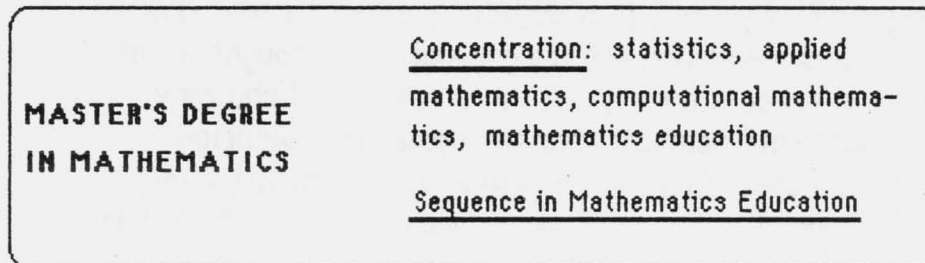 MASTER'S DEGREE
IN MATHEMATICS
Concentration: statistics, applied
mathematics, computational mathema-
tics, mathematics education
Sequence in Mathematics Education